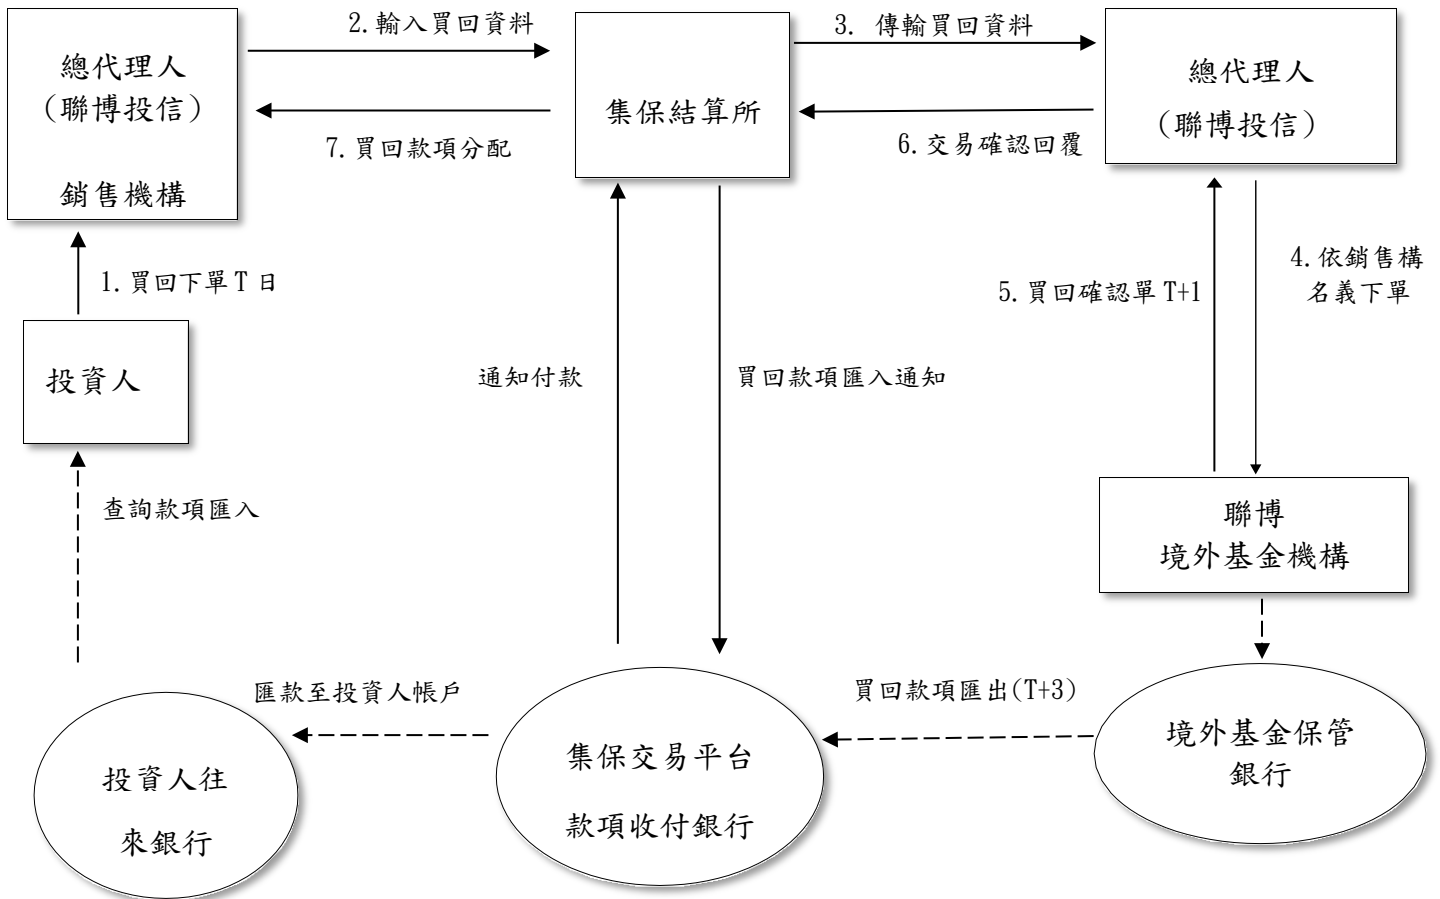 2.輸入買回資料
3. 傳輸買回資料
總代理人
(聯博投信)
銷售機構
集保結算所
總代理人
(聯博投信)
7.買回款項分配
6.交易確認回覆
1.買回下單T日
5.買回確認單T+1
4.依銷售構
名義下單
投資人
通知付款
買回款項匯入通知
查詢款項匯入
聯博
境外基金機構
匯款至投資人帳戶
買回款項匯出(T+3)
投資人往
來銀行
集保交易平台
款項收付銀行
境外基金保管
銀行